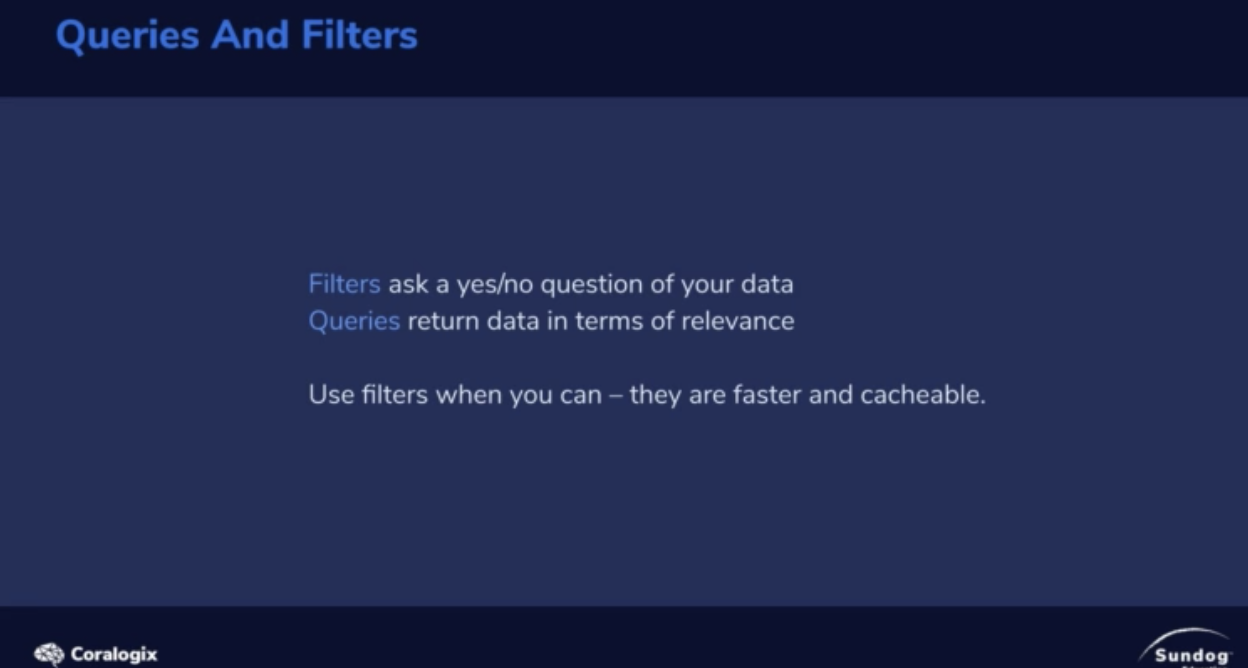 Queries And Filters
Filters ask a yes/no question of your data
Queries return data in terms of relevance
Use filters when you can – they are faster and cacheable.
Coralogix
Sundog